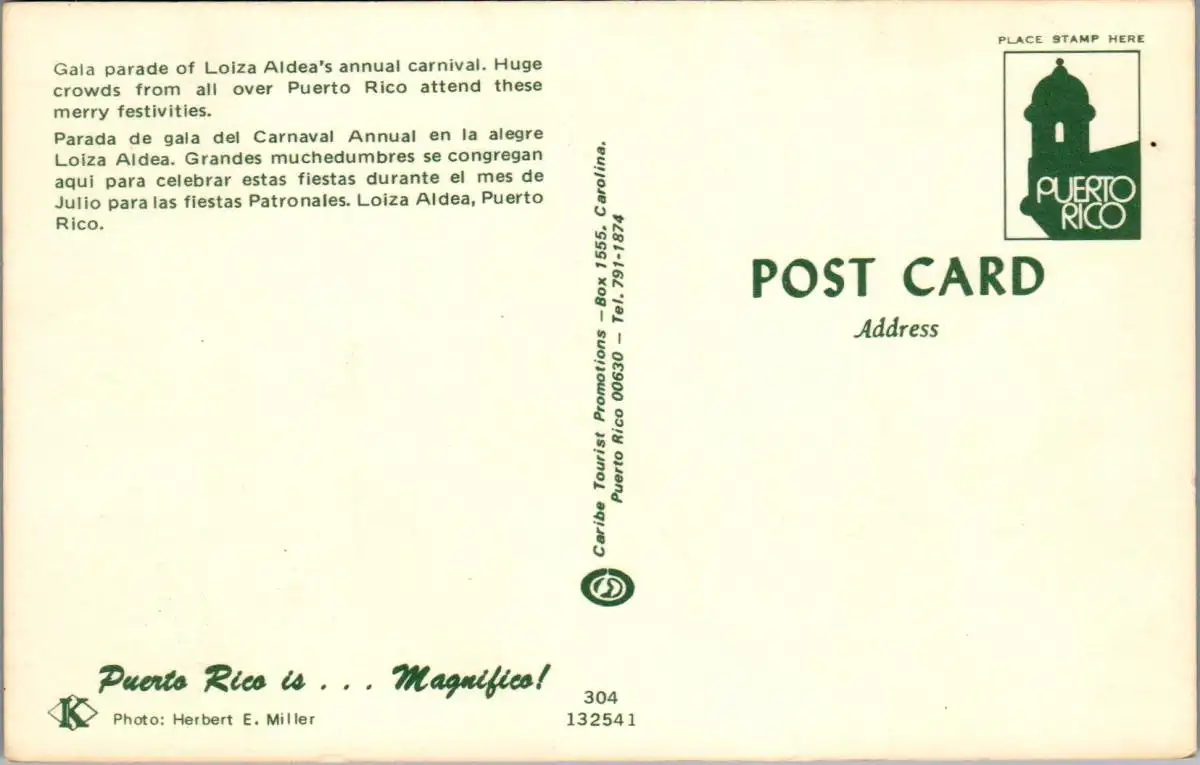 Gala parade of Loiza Aldea's annual carnival. Huge
crowds from all over Puerto Rico attend these
merry festivities.
Parada de gala del Carnaval Annual en la alegre
Loiza Aldea. Grandes muchedumbres se congregan
aqui para celebrar estas fiestas durante el mes de
Julio para las fiestas Patronales. Loiza Aldea, Puerto
Rico.
Caribe Tourist Promotions – Box 1555, Carolina.
Puerto Rico 00630 – Tel. 791-1874
PLACE STAMP HERE
PUERTO
RICO
POST CARD
Address
Puerto Rico is . . . Magnifico!
K
Photo: Herbert E. Miller
304
132541